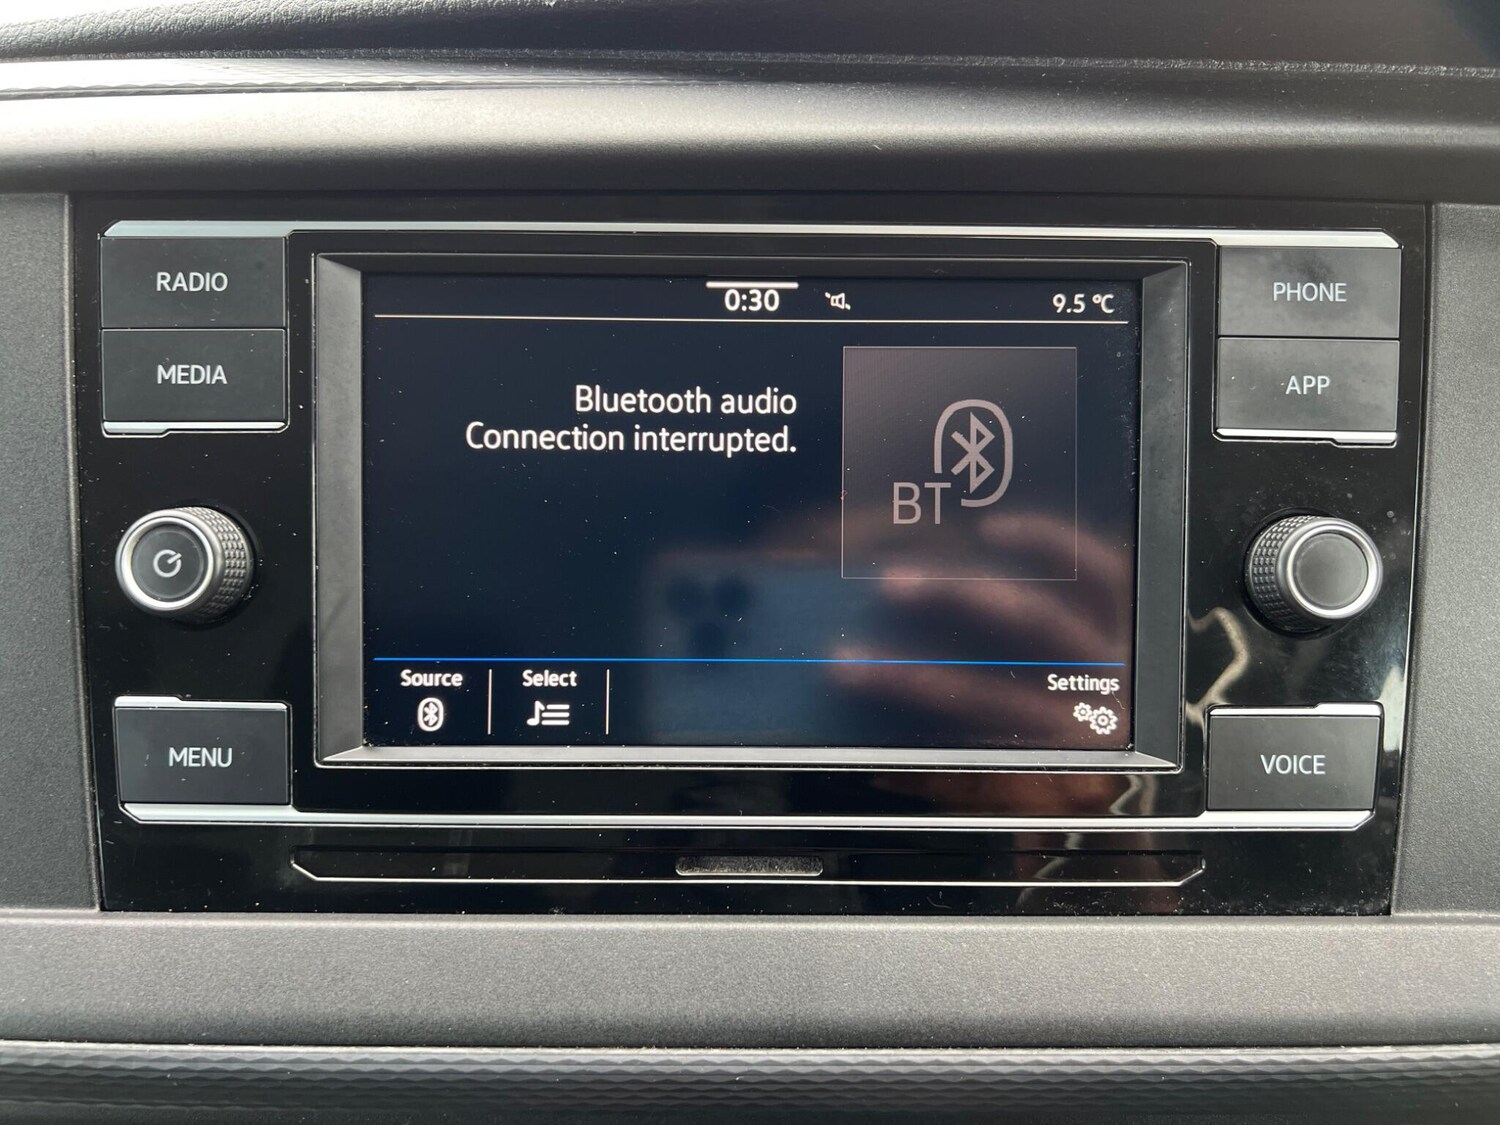 RADIO
MEDIA
MENU
0:30
9.5 °C
Bluetooth audio
Connection interrupted.
BT
Source
Select
Settings
PHONE
APP
VOICE